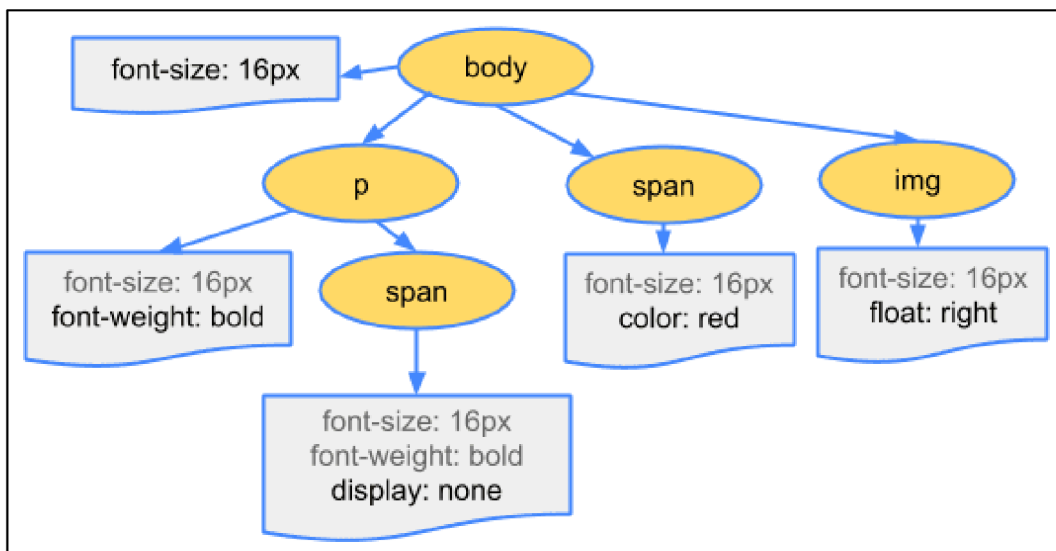 font-size: 16px
body
p
span
img
font-size: 16px
font-weight: bold
span
font-size: 16px
color: red
font-size: 16px
float: right
font-size: 16px
font-weight: bold
display: none